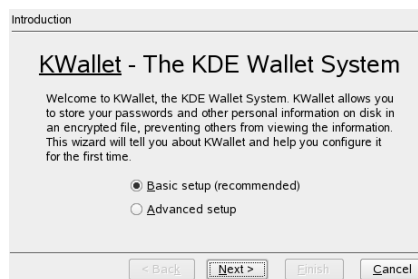 Introduction
KWallet - The KDE Wallet System
Welcome to KWallet, the KDE Wallet System. KWallet allows you
to store your passwords and other personal information on disk in
an encrypted file, preventing others from viewing the information.
This wizard will tell you about KWallet and help you configure it
for the first time.
Basic setup (recommended)
Advanced setup
< Back Next > Finish Cancel